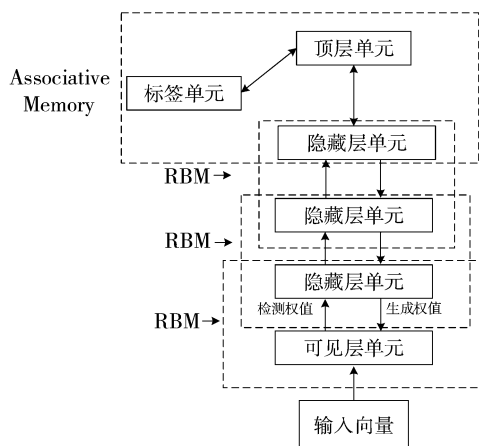 顶层单元
Associative
Memory
标签单元
隐藏层单元
RBM
隐藏层单元
RBM
隐藏层单元
检测权值
生成权值
RBM
可见层单元
输入向量